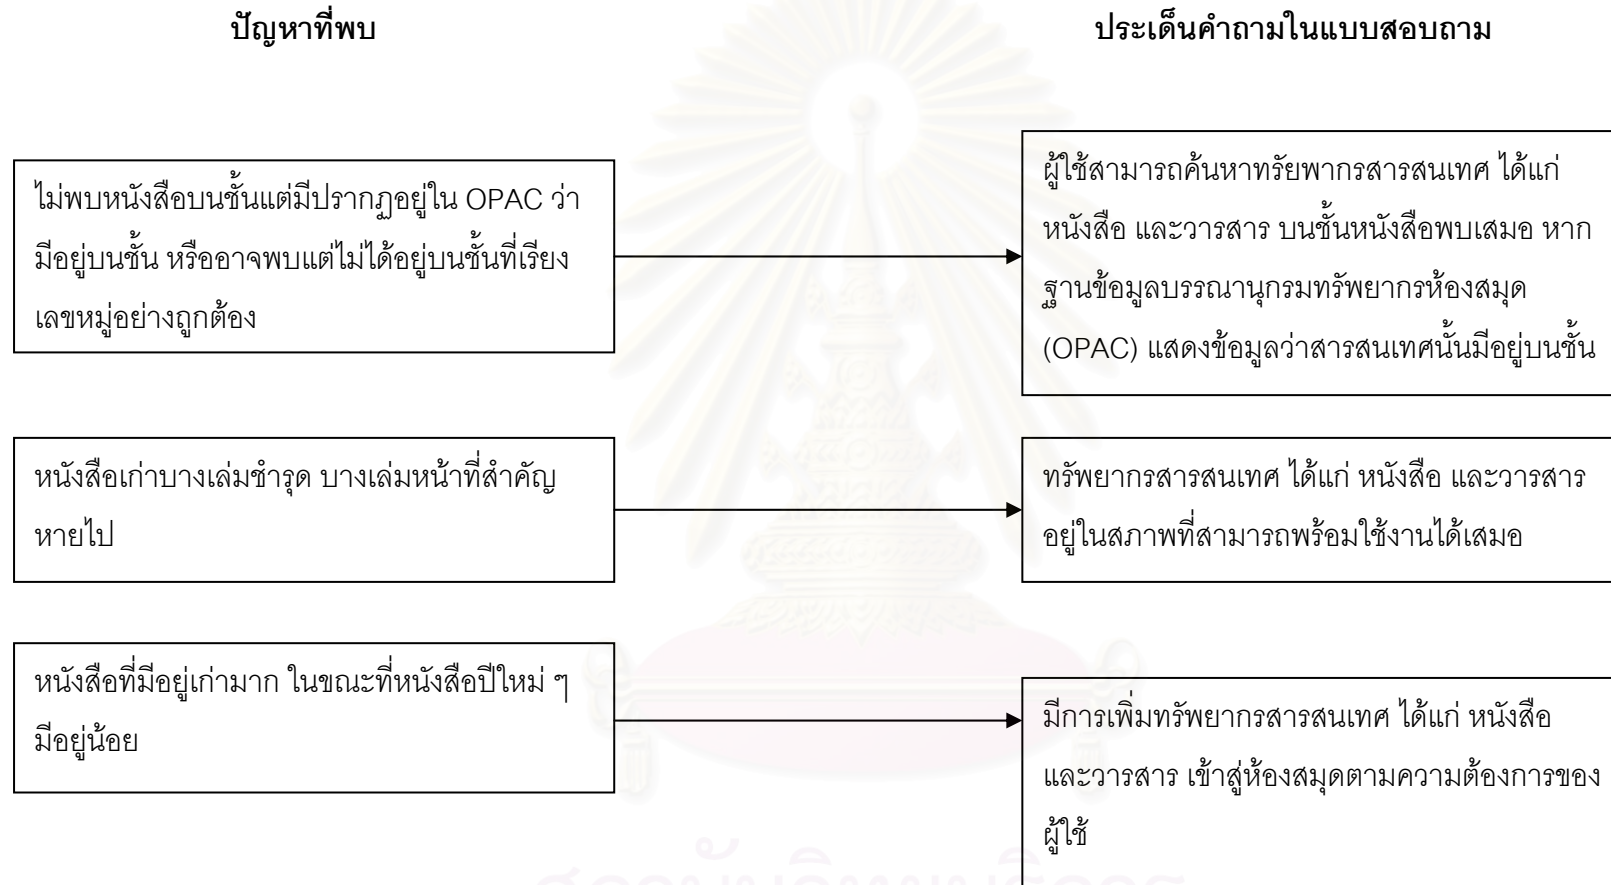 ปัญหาที่พบ
ประเด็นคำถามในแบบสอบถาม
ไม่พบหนังสือบนชั้นแต่มีปรากฏอยู่ใน OPAC ว่า
มีอยู่บนชั้น หรืออาจพบแต่ไม่ได้อยู่บนชั้นที่เรียง
เลขหมู่อย่างถูกต้อง
ผู้ใช้สามารถค้นหาทรัยพากรสารสนเทศ ได้แก่
หนังสือ และวารสาร บนชั้นหนังสือพบเสมอ หาก
ฐานข้อมูลบรรณานุกรมทรัพยากรห้องสมุด
(OPAC) แสดงข้อมูลว่าสารสนเทศนั้นมีอยู่บนชั้น
หนังสือเก่าบางเล่มชำรุด บางเล่มหน้าที่สำคัญ
หายไป
ทรัพยากรสารสนเทศ ได้แก่ หนังสือ และวารสาร
อยู่ในสภาพที่สามารถพร้อมใช้งานได้เสมอ
หนังสือที่มีอยู่เก่ามาก ในขณะที่หนังสือปีใหม่ ๆ
มีอยู่น้อย
มีการเพิ่มทรัพยากรสารสนเทศ ได้แก่ หนังสือ
และวารสาร เข้าสู่ห้องสมุดตามความต้องการของ
ผู้ใช้